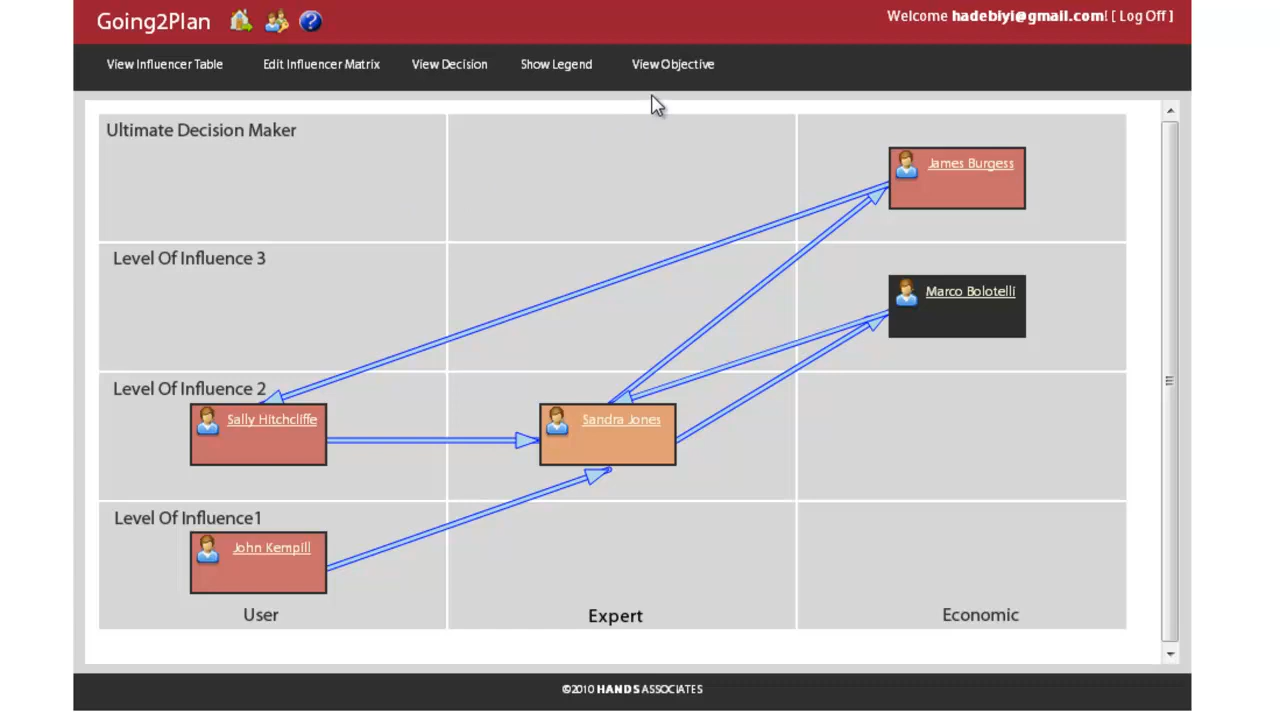 Going2Plan
Welcome hadebiyi@gmail.com! [ Log Off ]
View Influencer Table Edit Influencer Matrix View Decision Show Legend View Objective
Ultimate Decision Maker
James Burgess
Level Of Influence 3
Marco Bolotelli
Level Of Influence 2
Sally Hitchcliffe
Sandra Jones
Level Of Influence1
John Kempill
User Expert Economic
©2010 HANDS ASSOCIATES